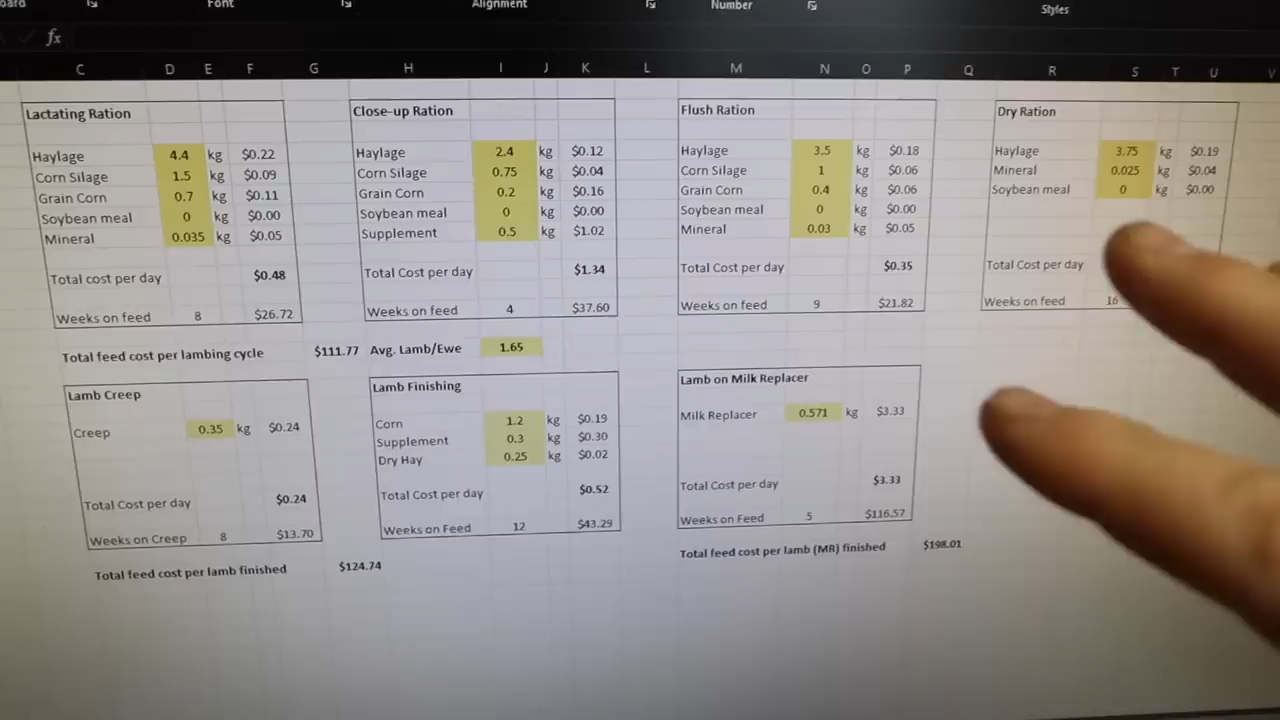 Font Alignment Number Styles
fx
C D E F G H I J K L M N O P Q R S T U V
Lactating Ration
Haylage 4.4 kg $0.22
Corn Silage 1.5 kg $0.09
Grain Corn 0.7 kg $0.11
Soybean meal 0 kg $0.00
Mineral 0.035 kg $0.05
Total cost per day $0.48
Weeks on feed 8 $26.72
Close-up Ration
Haylage 2.4 kg $0.12
Corn Silage 0.75 kg $0.04
Grain Corn 0.2 kg $0.16
Soybean meal 0 kg $0.00
Supplement 0.5 kg $1.02
Total Cost per day $1.34
Weeks on feed 4 $37.60
Flush Ration
Haylage 3.5 kg $0.18
Corn Silage 1 kg $0.06
Grain Corn 0.4 kg $0.06
Soybean meal 0 kg $0.00
Mineral 0.03 kg $0.05
Total Cost per day $0.35
Weeks on feed 9 $21.82
Dry Ration
Haylage 3.75 kg $0.19
Mineral 0.025 kg $0.04
Soybean meal 0 kg $0.00
Total Cost per day
Weeks on feed 16
Total feed cost per lambing cycle $111.77 Avg. Lamb/Ewe 1.65
Lamb Creep
Creep 0.35 kg $0.24
Total Cost per day $0.24
Weeks on Creep 8 $13.70
Lamb Finishing
Corn 1.2 kg $0.19
Supplement 0.3 kg $0.30
Dry Hay 0.25 kg $0.02
Total Cost per day $0.52
Weeks on Feed 12 $43.29
Lamb on Milk Replacer
Milk Replacer 0.571 kg $3.33
Total Cost per day $3.33
Weeks on Feed 5 $116.57
Total feed cost per lamb finished $124.74
Total feed cost per lamb (MR) finished $198.01